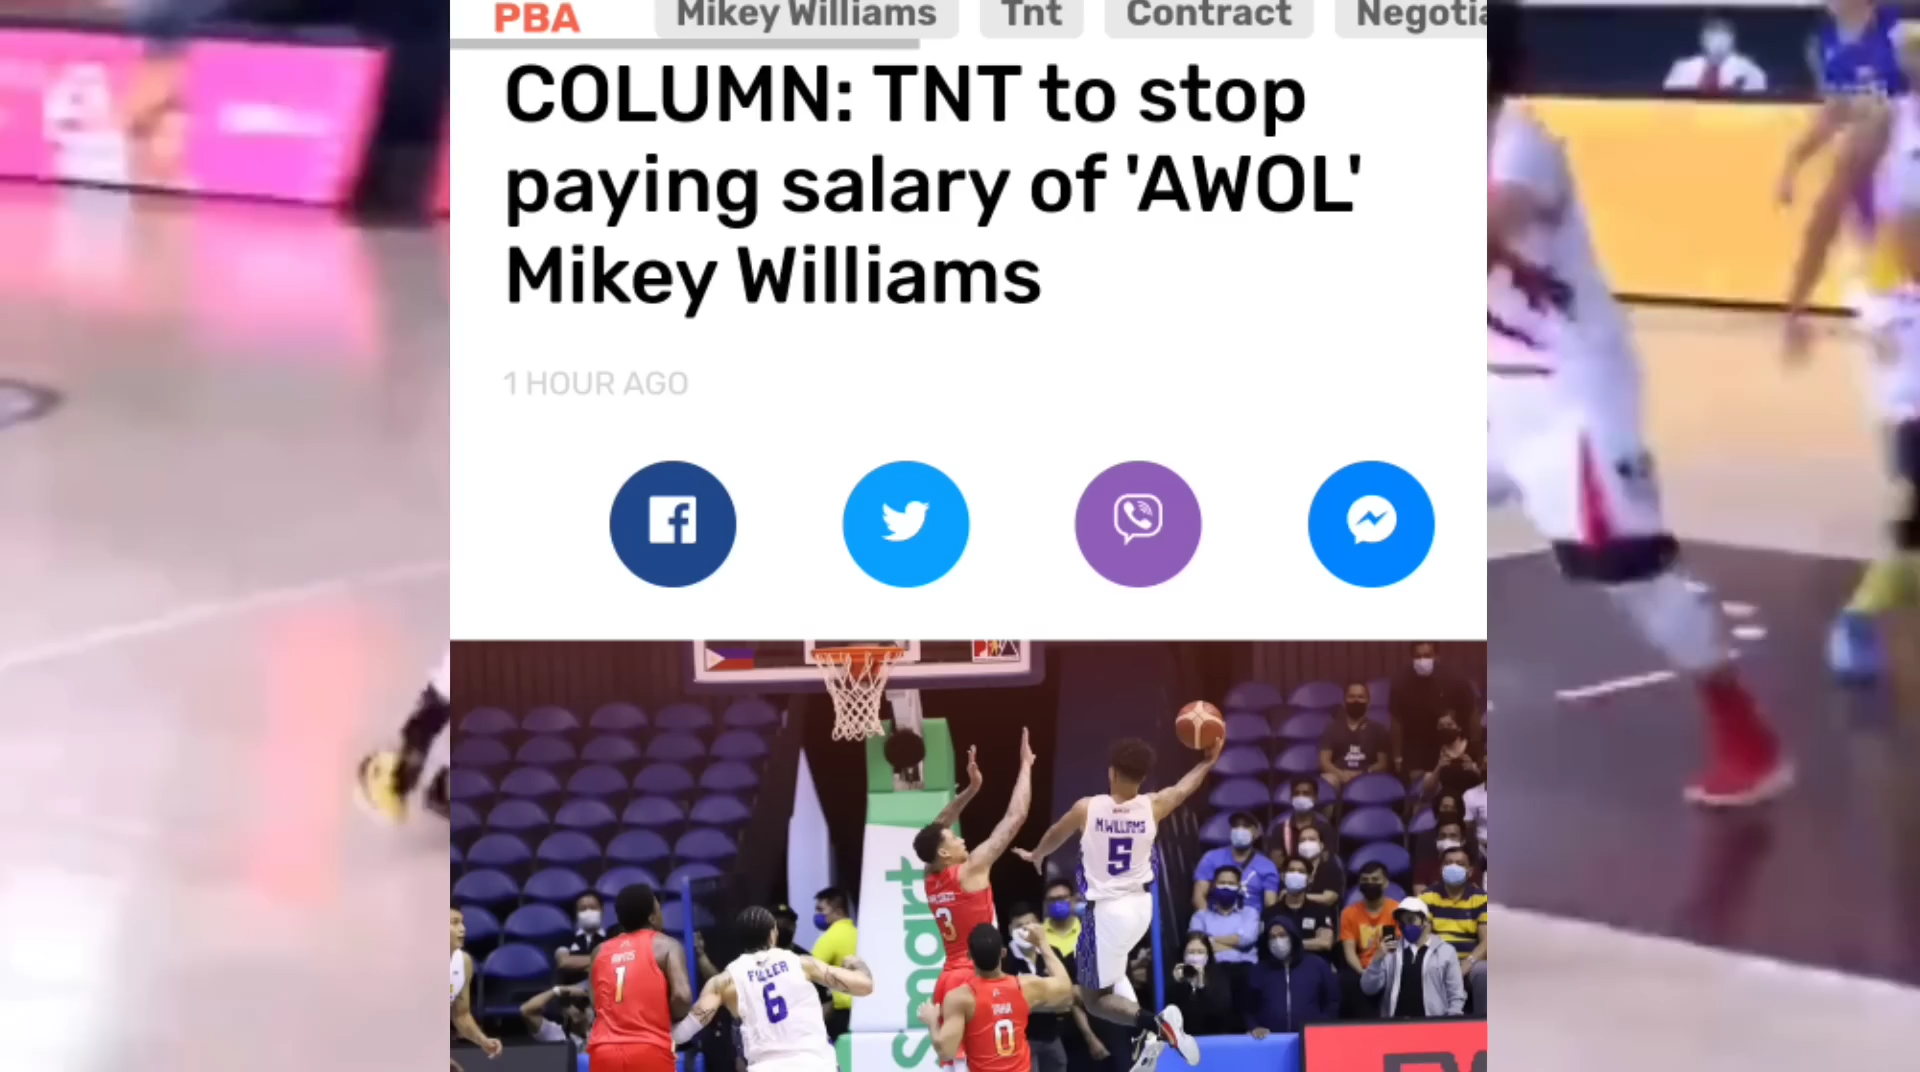 PBA
Mikey Williams
Tnt
Contract
COLUMN: TNT to stop
paying salary of 'AWOL'
Mikey Williams
1 HOUR AGO
M.WILLIAMS
5
3
FULLER
6
1
0
smart